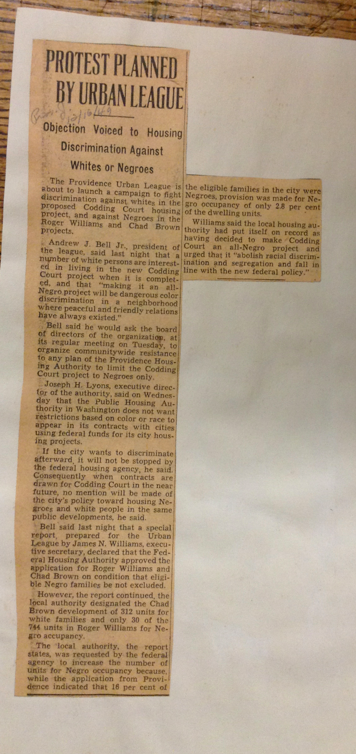 PROTEST PLANNED
BY URBAN LEAGUE
Objection Voiced to Housing
Discrimination Against
Whites or Negroes
The Providence Urban League is
about to launch a campaign to fight
discrimination against whites in the
proposed Codding Court housing
project, and against Negroes in the
Roger Williams and Chad Brown
projects.
Andrew J. Bell Jr., president of
the league, said last night that a
number of white persons are interest-
ed in living in the new Codding
Court project when it is complet-
ed, and that "making it an all-
Negro project will be dangerous color
discrimination in a neighborhood
where peaceful and friendly relations
have always existed."
Bell said he would ask the board
of directors of the organization, at
its regular meeting on Tuesday, to
organize communitywide resistance
to any plan of the Providence Hous-
ing Authority to limit the Codding
Court project to Negroes only.
Joseph H. Lyons, executive direc-
tor of the authority, said on Wednes-
day that the Public Housing Au-
thority in Washington does not want
restrictions based on color or race to
appear in its contracts with cities
using federal funds for its city hous-
ing projects.
If the city wants to discriminate
afterward, it will not be stopped by
the federal housing agency, he said.
Consequently when contracts are
drawn for Codding Court in the near
future, no mention will be made of
the city's policy toward housing Ne-
groes and white people in the same
public developments, he said.
Bell said last night that a special
report, prepared for the Urban
League by James N. Williams, execu-
tive secretary, declared that the Fed-
eral Housing Authority approved the
application for Roger Williams and
Chad Brown on condition that eligi-
ble Negro families be not excluded.
However, the report continued, the
local authority designated the Chad
Brown development of 312 units for
white families and only 30 of the
744 units in Roger Williams for Ne-
gro occupancy.
The local authority, the report
states, was requested by the federal
agency to increase the number of
units for Negro occupancy because,
while the application from Provi-
dence indicated that 16 per cent of
the eligible families in the city were
Negroes, provision was made for Ne-
gro occupancy of only 2.8 per cent
of the dwelling units.
Williams said the local housing au-
thority had put itself on record as
having decided to make Codding
Court an all-Negro project and
urged that it "abolish racial discrim-
ination and segregation and fall in
line with the new federal policy."